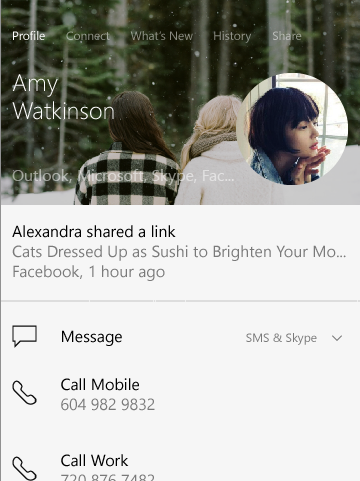 Profile Connect What's New History Share
Amy
Watkinson
Outlook, Microsoft, Skype, Fac...
Alexandra shared a link
Cats Dressed Up as Sushi to Brighten Your Mo...
Facebook, 1 hour ago
Message SMS & Skype
Call Mobile
604 982 9832
Call Work
720 876 7482